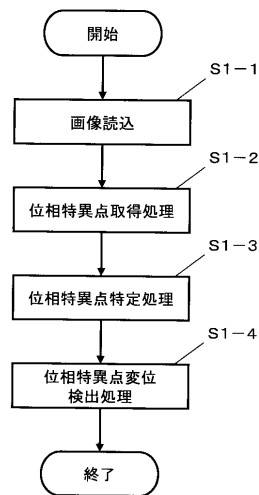 開始
S1-1
画像読込
S1-2
位相特異点取得処理
S1-3
位相特異点特定処理
S1-4
位相特異点変位
検出処理
終了